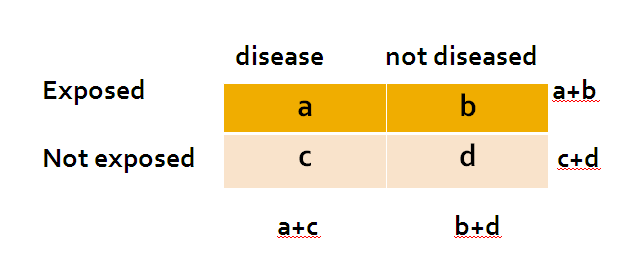 disease not diseased
Exposed a b a+b
Not exposed c d c+d
a+c b+d